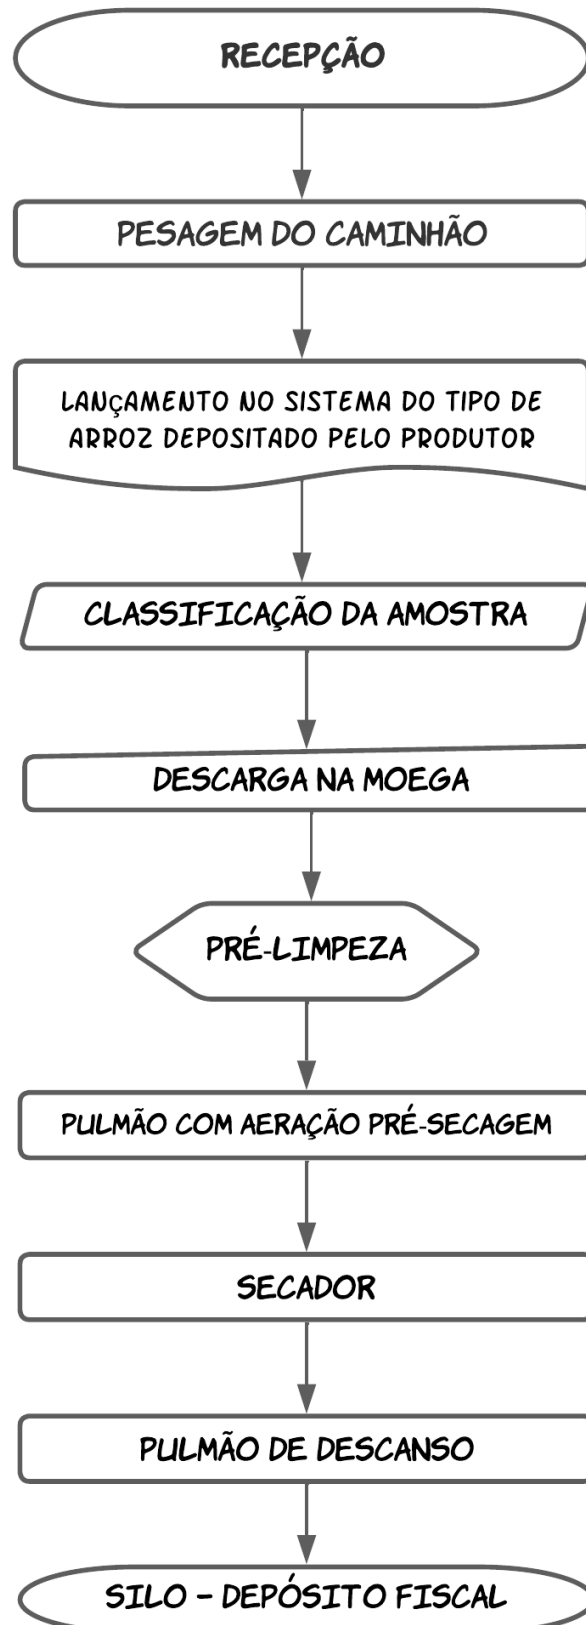 RECEPÇÃO
PESAGEM DO CAMINHÃO
LANÇAMENTO NO SISTEMA DO TIPO DE
ARROZ DEPOSITADO PELO PRODUTOR
CLASSIFICAÇÃO DA AMOSTRA
DESCARGA NA MOEGA
PRÉ-LIMPEZA
PULMÃO COM AERAÇÃO PRÉ-SECAGEM
SECADOR
PULMÃO DE DESCANSO
SILO – DEPÓSITO FISCAL